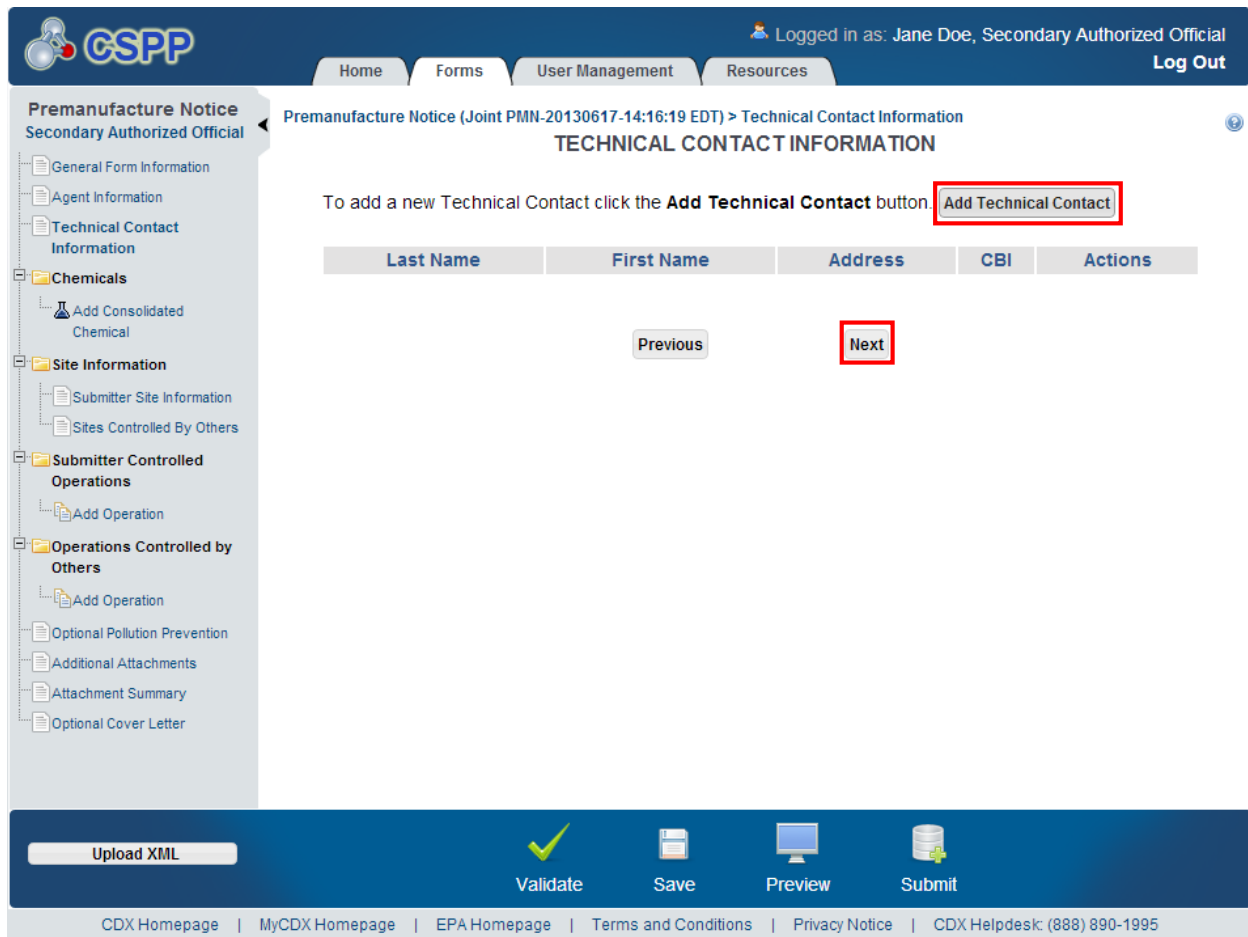 CSPP
Logged in as: Jane Doe, Secondary Authorized Official
Log Out
Home Forms User Management Resources
Premanufacture Notice
Secondary Authorized Official
General Form Information
Agent Information
Technical Contact
Information
Chemicals
Add Consolidated
Chemical
Site Information
Submitter Site Information
Sites Controlled By Others
Submitter Controlled
Operations
Add Operation
Operations Controlled by
Others
Add Operation
Optional Pollution Prevention
Additional Attachments
Attachment Summary
Optional Cover Letter
Premanufacture Notice (Joint PMN-20130617-14:16:19 EDT) > Technical Contact Information
TECHNICAL CONTACT INFORMATION
To add a new Technical Contact click the Add Technical Contact button. Add Technical Contact
Last Name First Name Address CBI Actions
Previous Next
Upload XML
Validate Save Preview Submit
CDX Homepage | MyCDX Homepage | EPA Homepage | Terms and Conditions | Privacy Notice | CDX Helpdesk: (888) 890-1995